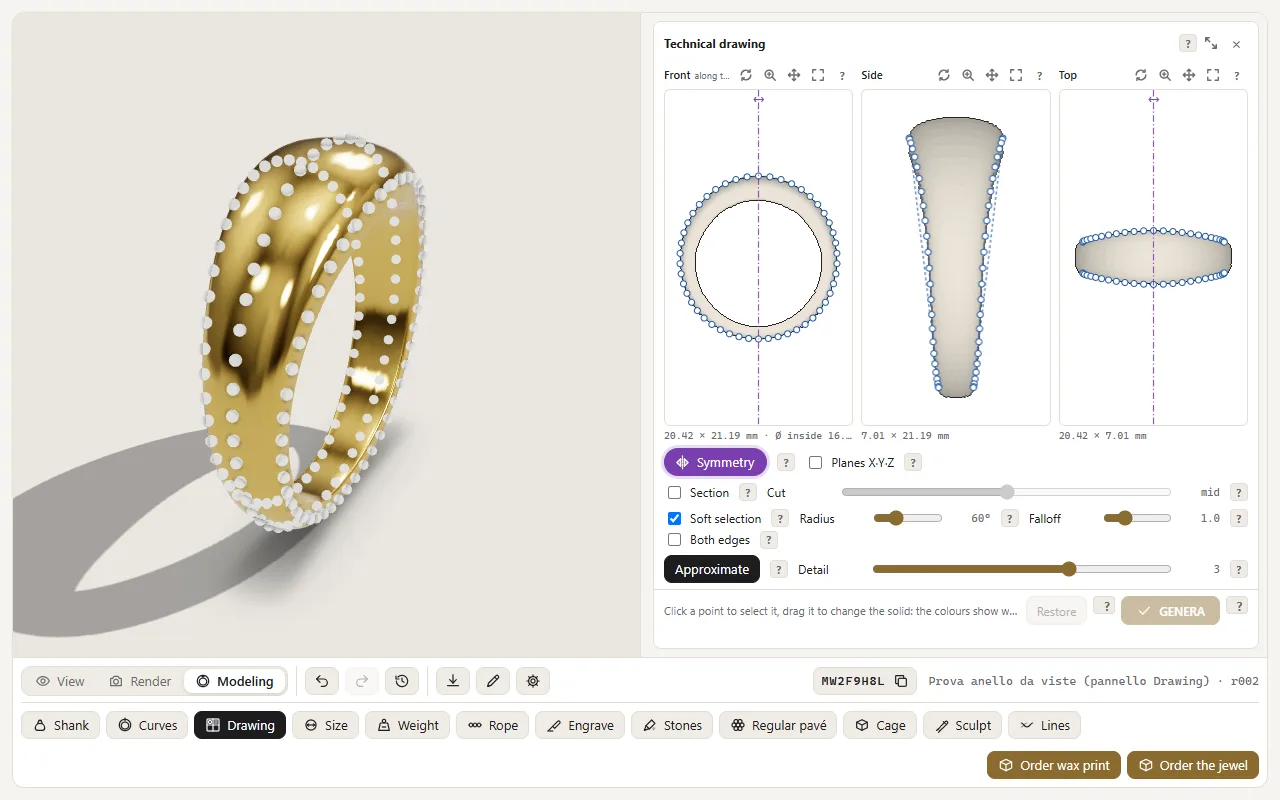 Technical drawing
?
Front along t... ?
Side ?
Top ?
20.42 × 21.19 mm · Ø inside 16...
7.01 × 21.19 mm
20.42 × 7.01 mm
Symmetry ? Planes X·Y·Z ?
Section ? Cut mid ?
Soft selection ? Radius 60° ? Falloff 1.0 ?
Both edges ?
Approximate ? Detail 3 ?
Click a point to select it, drag it to change the solid: the colours show w... Restore ? GENERA ?
View Render Modeling
MW2F9H8L Prova anello da viste (pannello Drawing) · r002
Shank Curves Drawing Size Weight Rope Engrave Stones Regular pavé Cage Sculpt Lines
Order wax print Order the jewel